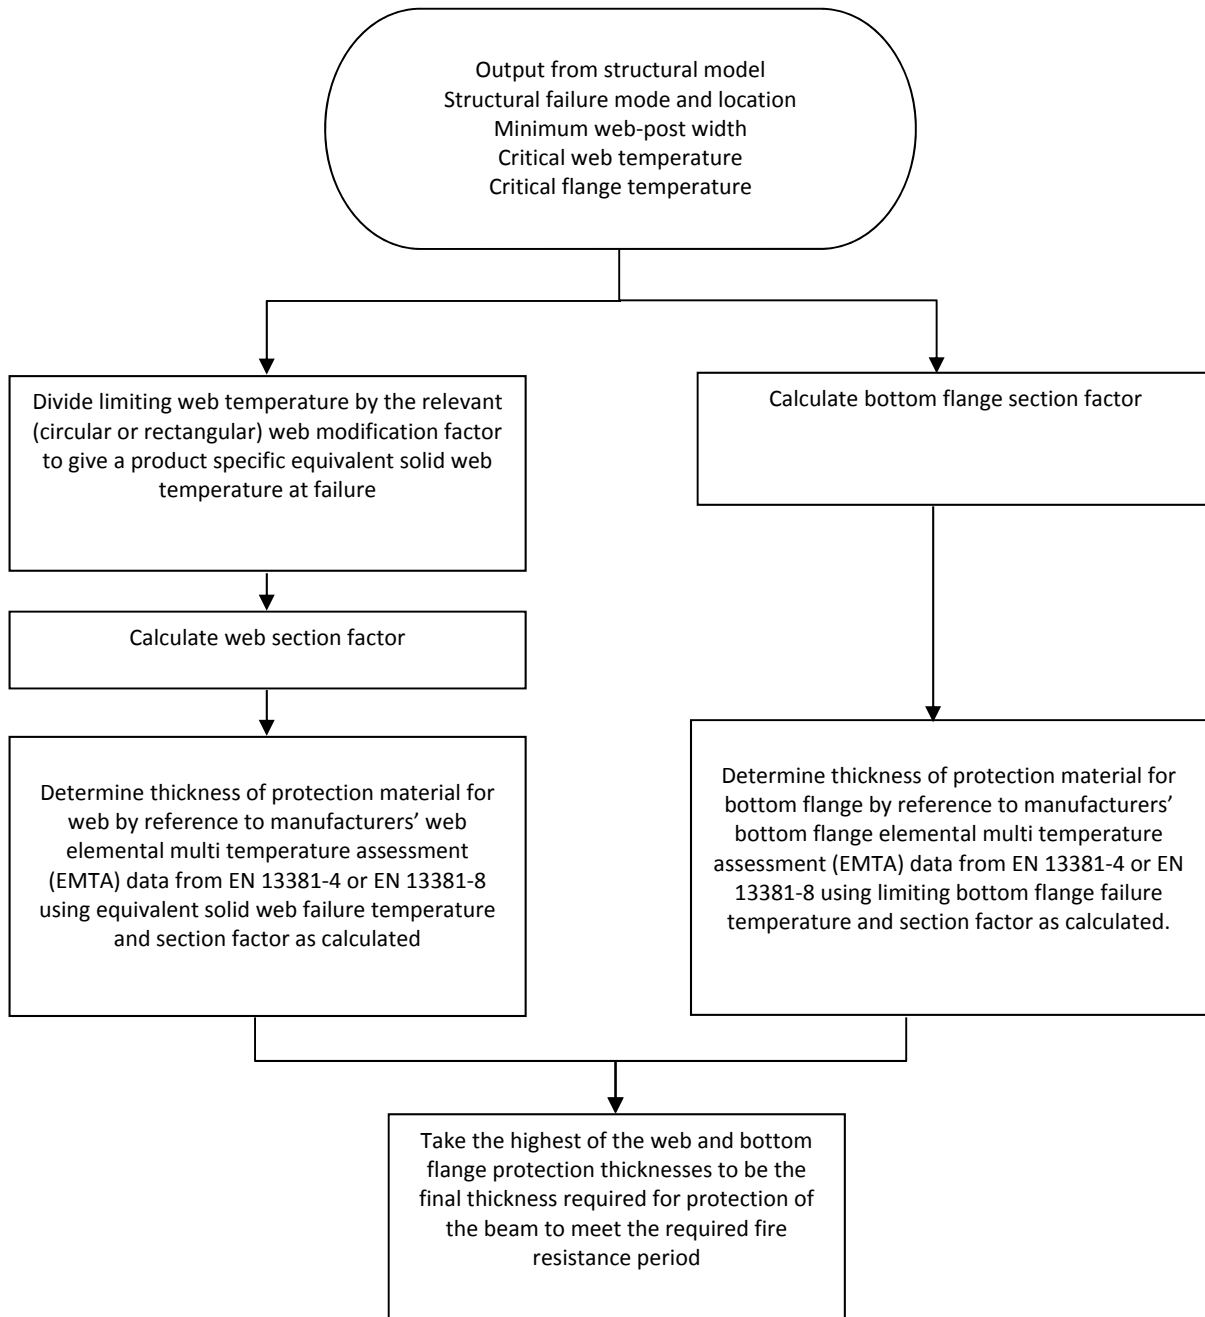 Output from structural model
Structural failure mode and location
Minimum web-post width
Critical web temperature
Critical flange temperature
Divide limiting web temperature by the relevant
(circular or rectangular) web modification factor
to give a product specific equivalent solid web
temperature at failure
Calculate bottom flange section factor
Calculate web section factor
Determine thickness of protection material for
web by reference to manufacturers’ web
elemental multi temperature assessment
(EMTA) data from EN 13381-4 or EN 13381-8
using equivalent solid web failure temperature
and section factor as calculated
Determine thickness of protection material for
bottom flange by reference to manufacturers’
bottom flange elemental multi temperature
assessment (EMTA) data from EN 13381-4 or EN
13381-8 using limiting bottom flange failure
temperature and section factor as calculated.
Take the highest of the web and bottom
flange protection thicknesses to be the
final thickness required for protection of
the beam to meet the required fire
resistance period